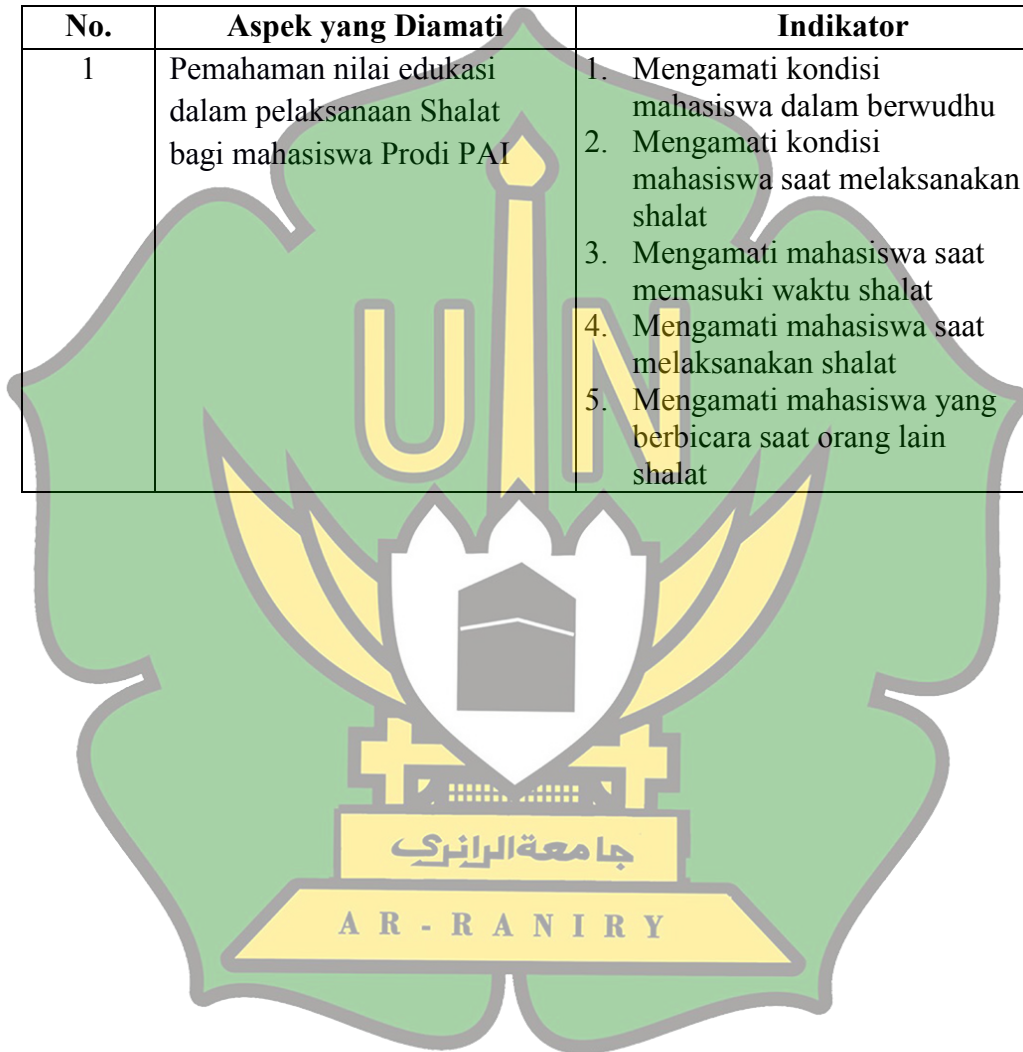 No. Aspek yang Diamati Indikator
1 Pemahaman nilai edukasi
dalam pelaksanaan Shalat
bagi mahasiswa Prodi PAI
1. Mengamati kondisi
mahasiswa dalam berwudhu
2. Mengamati kondisi
mahasiswa saat melaksanakan
shalat
3. Mengamati mahasiswa saat
memasuki waktu shalat
4. Mengamati mahasiswa saat
melaksanakan shalat
5. Mengamati mahasiswa yang
berbicara saat orang lain
shalat
UIN
جامعة الرانري
AR-RANIRY